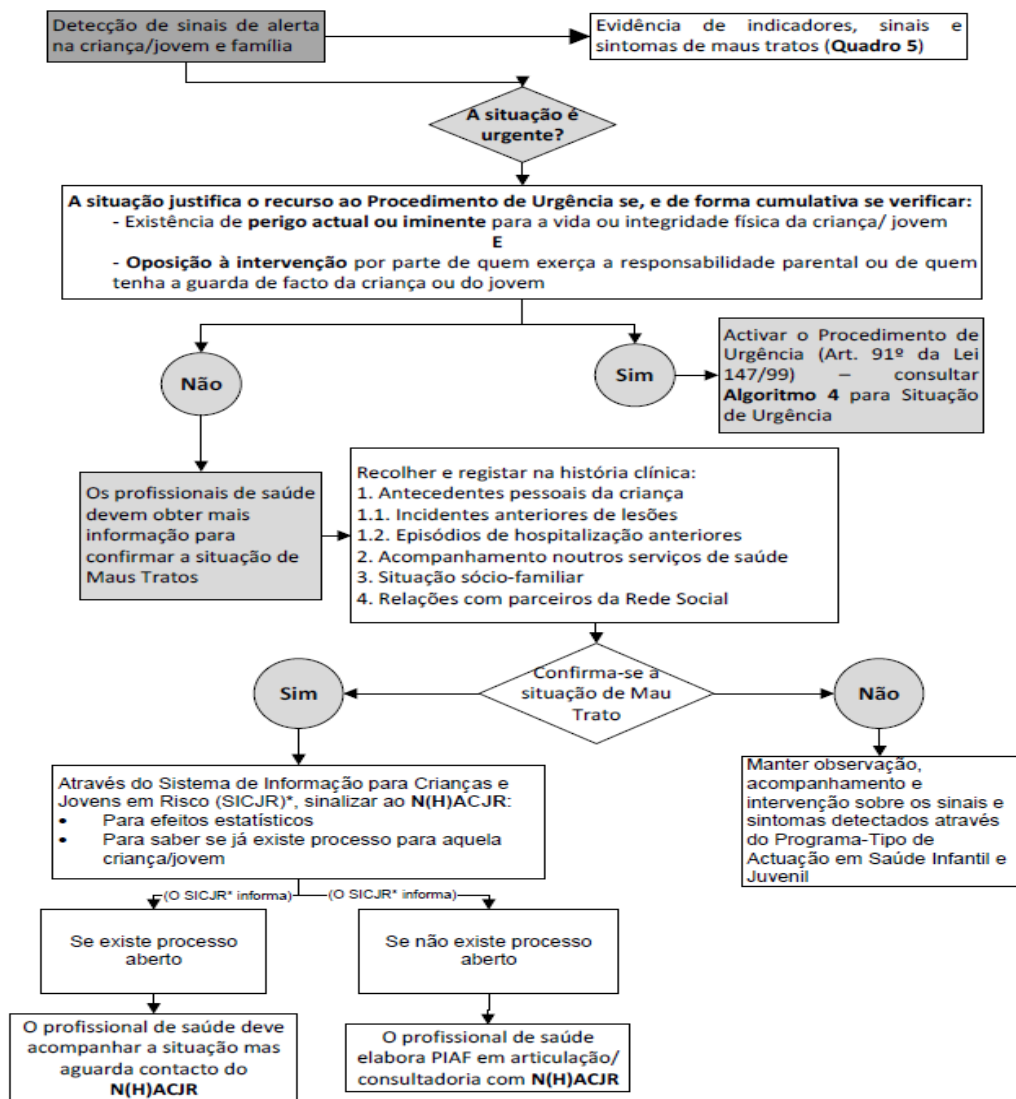 Detecção de sinais de alerta
na criança/jovem e família
Evidência de indicadores, sinais e
sintomas de maus tratos (Quadro 5)
A situação é
urgente?
A situação justifica o recurso ao Procedimento de Urgência se, e de forma cumulativa se verificar:
- Existência de perigo actual ou iminente para a vida ou integridade física da criança/ jovem
E
- Oposição à intervenção por parte de quem exerça a responsabilidade parental ou de quem
tenha a guarda de facto da criança ou do jovem
Não
Sim
Activar o Procedimento de
Urgência (Art. 91º da Lei
147/99) – consultar
Algoritmo 4 para Situação
de Urgência
Os profissionais de saúde
devem obter mais
informação para
confirmar a situação de
Maus Tratos
Recolher e registar na história clínica:
1. Antecedentes pessoais da criança
1.1. Incidentes anteriores de lesões
1.2. Episódios de hospitalização anteriores
2. Acompanhamento noutros serviços de saúde
3. Situação sócio-familiar
4. Relações com parceiros da Rede Social
Confirma-se a
situação de Mau
Trato
Sim
Não
Através do Sistema de Informação para Crianças e
Jovens em Risco (SICJR)*, sinalizar ao N(H)ACJR:
• Para efeitos estatísticos
• Para saber se já existe processo para aquela
criança/jovem
Manter observação,
acompanhamento e
intervenção sobre os sinais e
sintomas detectados através
do Programa-Tipo de
Actuação em Saúde Infantil e
Juvenil
(O SICJR* informa)
(O SICJR* informa)
Se existe processo
aberto
Se não existe processo
aberto
O profissional de saúde deve
acompanhar a situação mas
aguarda contacto do
N(H)ACJR
O profissional de saúde
elabora PIAF em articulação/
consultadoria com N(H)ACJR